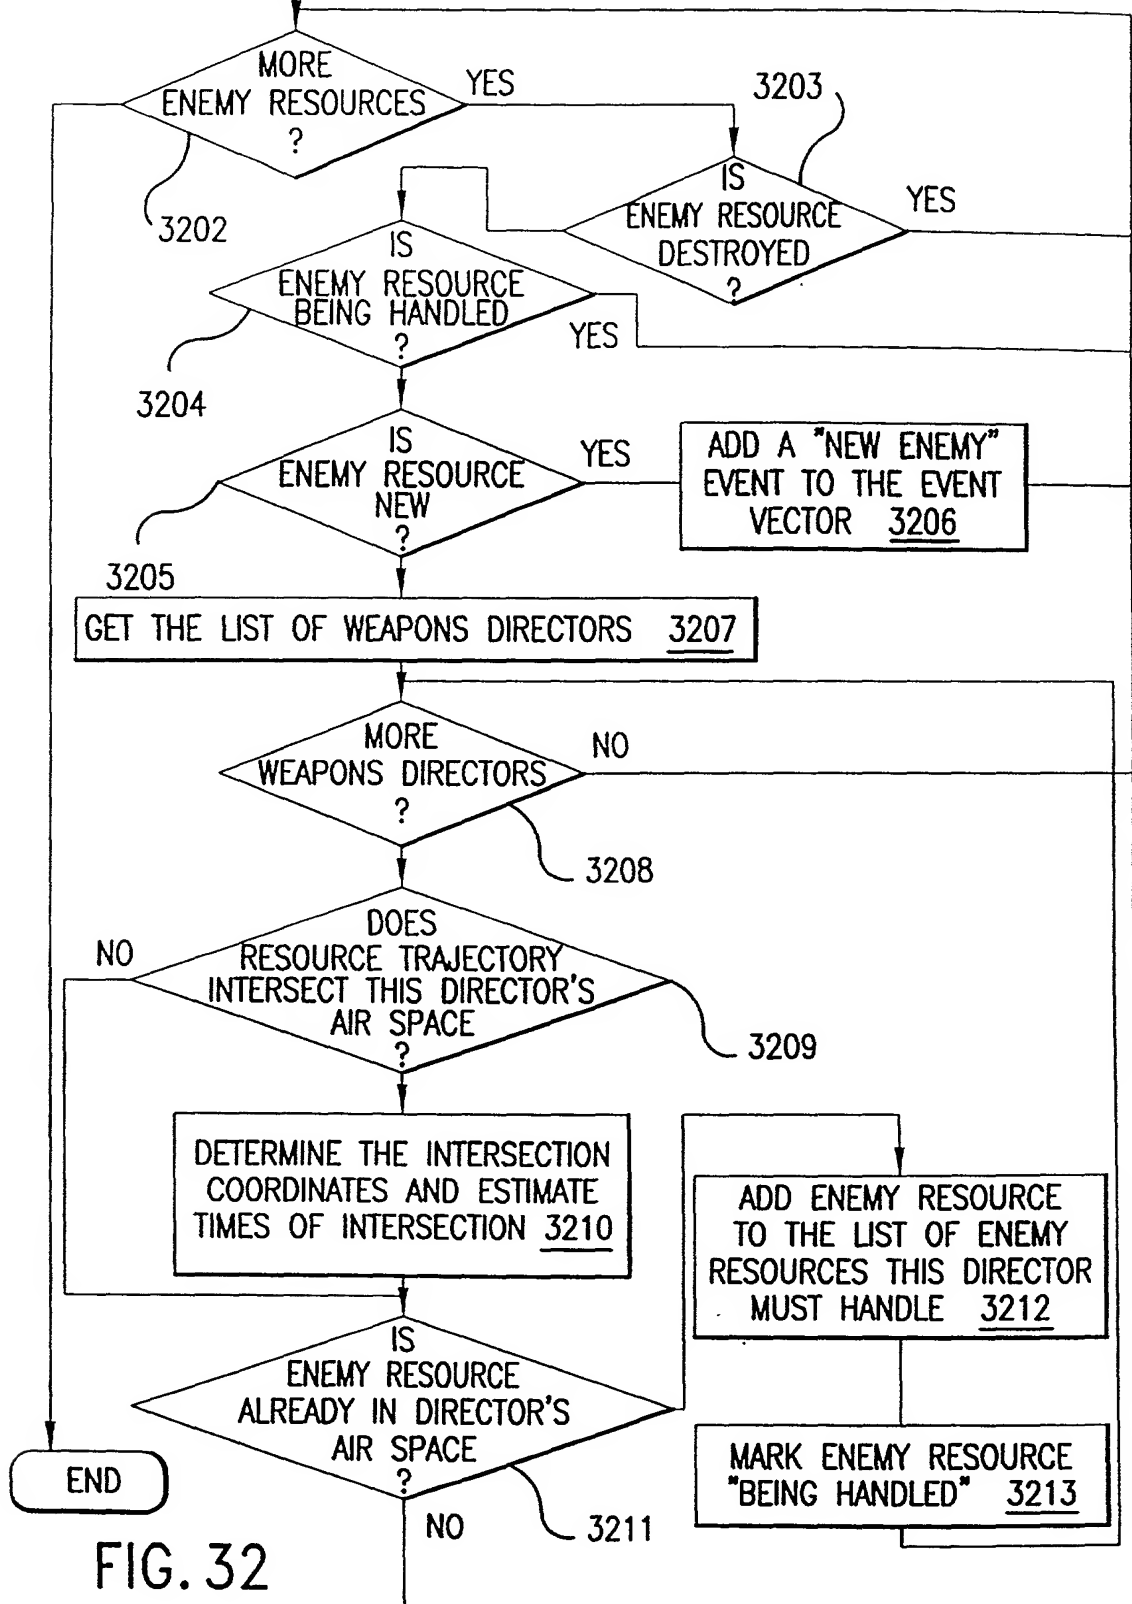 MORE
ENEMY RESOURCES
?
YES
3202
3203
IS
ENEMY RESOURCE
DESTROYED
?
YES
IS
ENEMY RESOURCE
BEING HANDLED
?
YES
3204
IS
ENEMY RESOURCE
NEW
?
YES
3205
ADD A "NEW ENEMY"
EVENT TO THE EVENT
VECTOR 3206
GET THE LIST OF WEAPONS DIRECTORS 3207
MORE
WEAPONS DIRECTORS
?
NO
3208
DOES
RESOURCE TRAJECTORY
INTERSECT THIS DIRECTOR'S
AIR SPACE
?
NO
3209
DETERMINE THE INTERSECTION
COORDINATES AND ESTIMATE
TIMES OF INTERSECTION 3210
ADD ENEMY RESOURCE
TO THE LIST OF ENEMY
RESOURCES THIS DIRECTOR
MUST HANDLE 3212
IS
ENEMY RESOURCE
ALREADY IN DIRECTOR'S
AIR SPACE
?
NO
3211
MARK ENEMY RESOURCE
"BEING HANDLED" 3213
END
FIG. 32